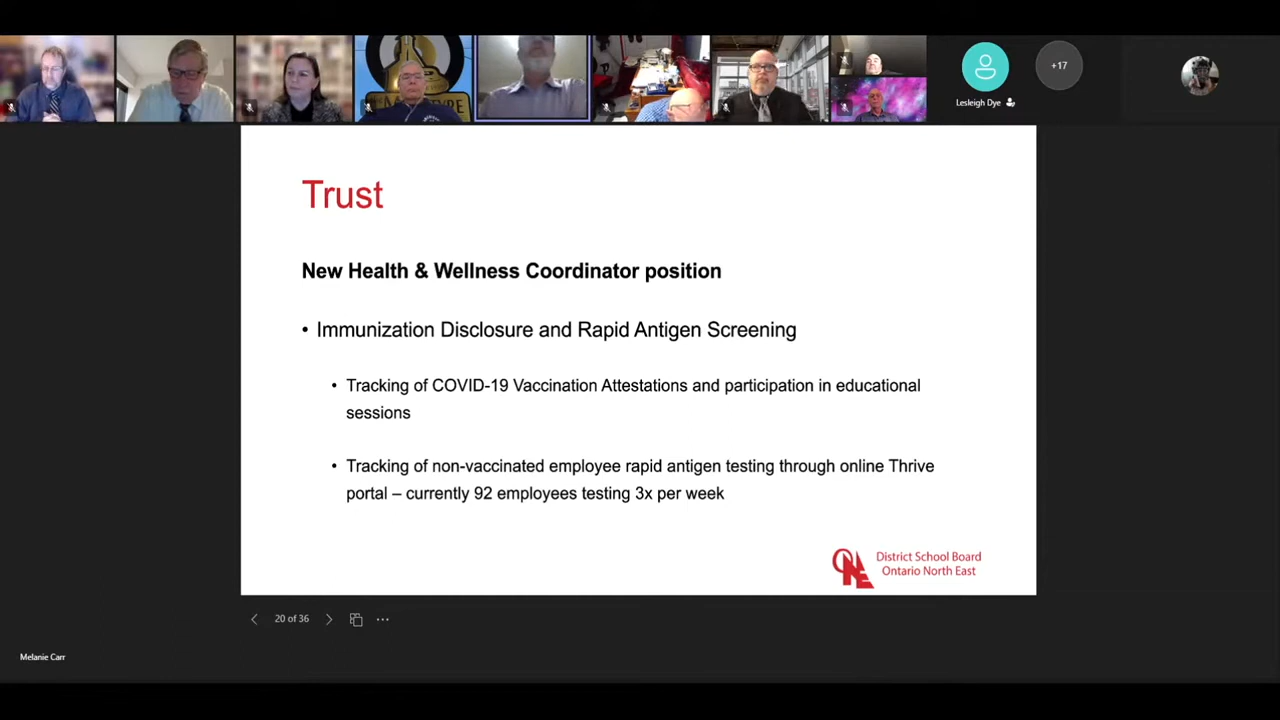 McINTYRE
Lesleigh Dye
+17
Trust
New Health & Wellness Coordinator position
• Immunization Disclosure and Rapid Antigen Screening
• Tracking of COVID-19 Vaccination Attestations and participation in educational
sessions
• Tracking of non-vaccinated employee rapid antigen testing through online Thrive
portal – currently 92 employees testing 3x per week
ONE
District School Board
Ontario North East
20 of 36
Melanie Carr